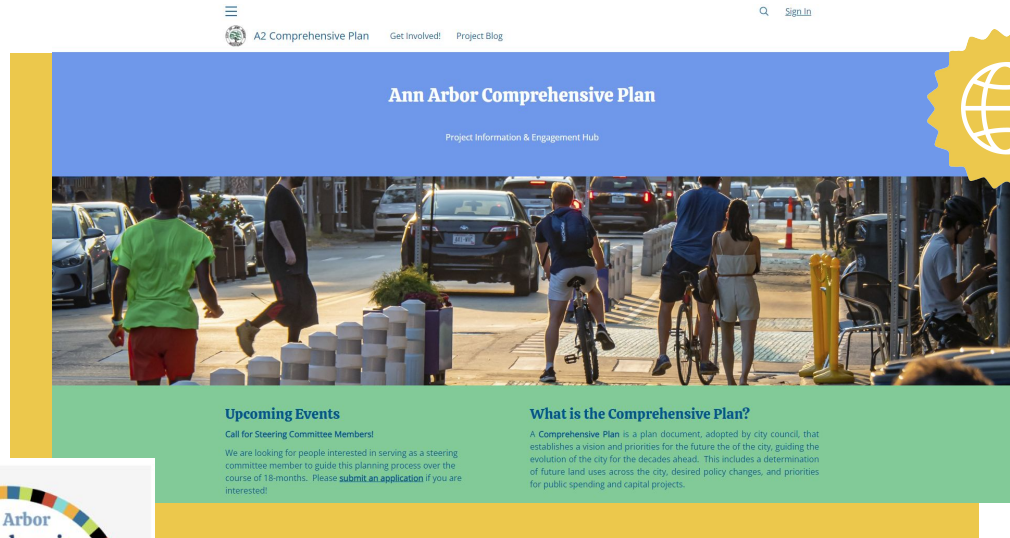 Sign In
A2 Comprehensive Plan Get Involved! Project Blog
Ann Arbor Comprehensive Plan
Project Information & Engagement Hub
Upcoming Events
Call for Steering Committee Members!
We are looking for people interested in serving as a steering
committee member to guide this planning process over the
course of 18-months. Please submit an application if you are
interested!
What is the Comprehensive Plan?
A Comprehensive Plan is a plan document, adopted by city council, that
establishes a vision and priorities for the future the of the city, guiding the
evolution of the city for the decades ahead. This includes a determination
of future land uses across the city, desired policy changes, and priorities
for public spending and capital projects.
Arbor